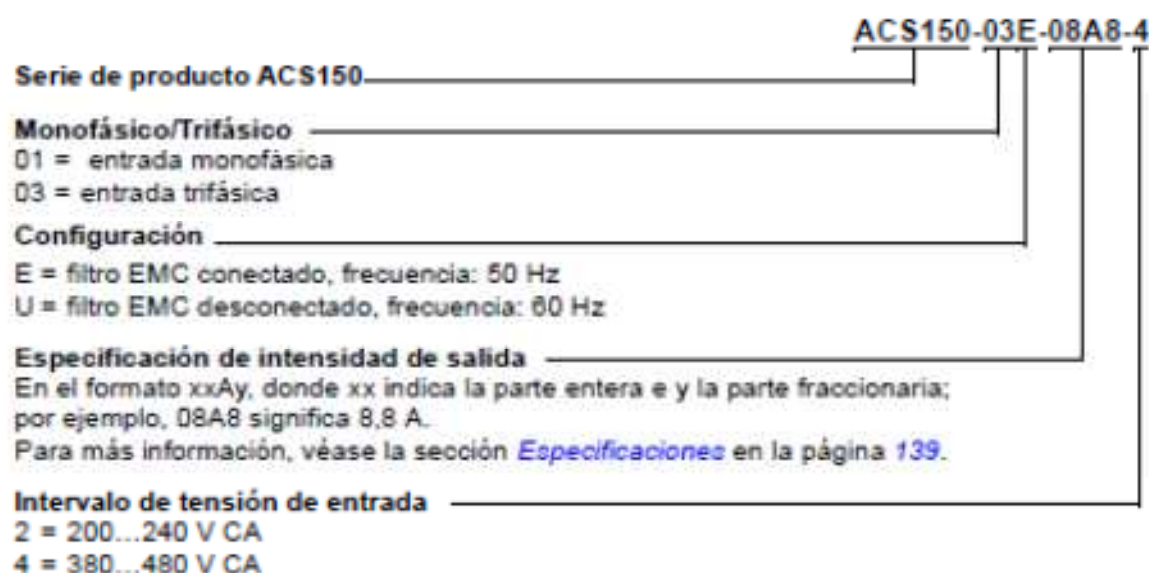 ACS150-03E-08A8-4
Serie de producto ACS150
Monofásico/Trifásico
01 = entrada monofásica
03 = entrada trifásica
Configuración
E = filtro EMC conectado, frecuencia: 50 Hz
U = filtro EMC desconectado, frecuencia: 60 Hz
Especificación de intensidad de salida
En el formato xxAy, donde xx indica la parte entera e y la parte fraccionaria;
por ejemplo, 08A8 significa 8,8 A.
Para más información, véase la sección Especificaciones en la página 139.
Intervalo de tensión de entrada
2 = 200...240 V CA
4 = 380...480 V CA